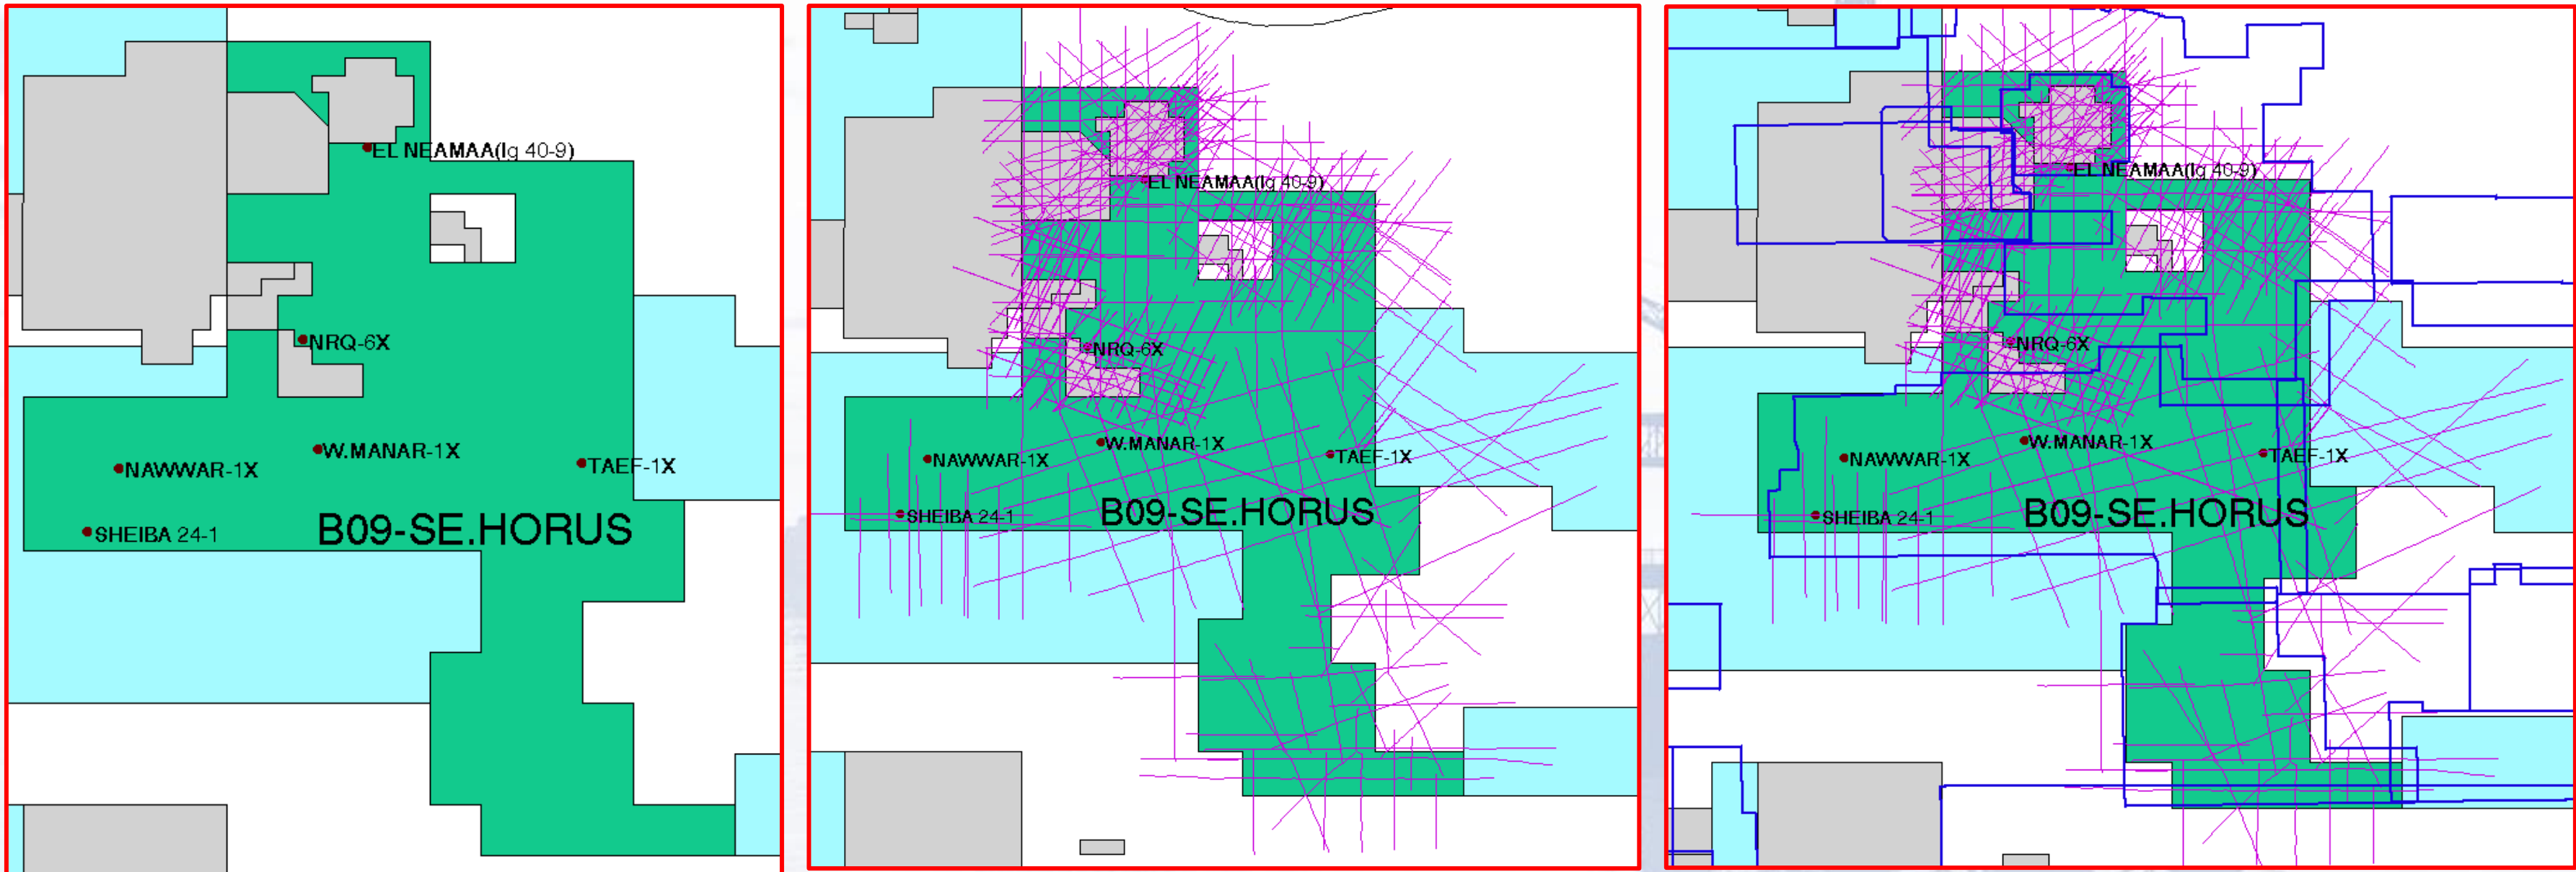 EL NEAMAA(lg 40-9)
NRQ-6X
W.MANAR-1X
NAWWAR-1X
TAEF-1X
SHEIBA 24-1
B09-SE.HORUS
EL NEAMAA(lg 40-9)
NRQ-6X
W.MANAR-1X
NAWWAR-1X
TAEF-1X
SHEIBA 24-1
B09-SE.HORUS
EL NEAMAA(lg 40-9)
NRQ-6X
W.MANAR-1X
NAWWAR-1X
TAEF-1X
SHEIBA 24-1
B09-SE.HORUS